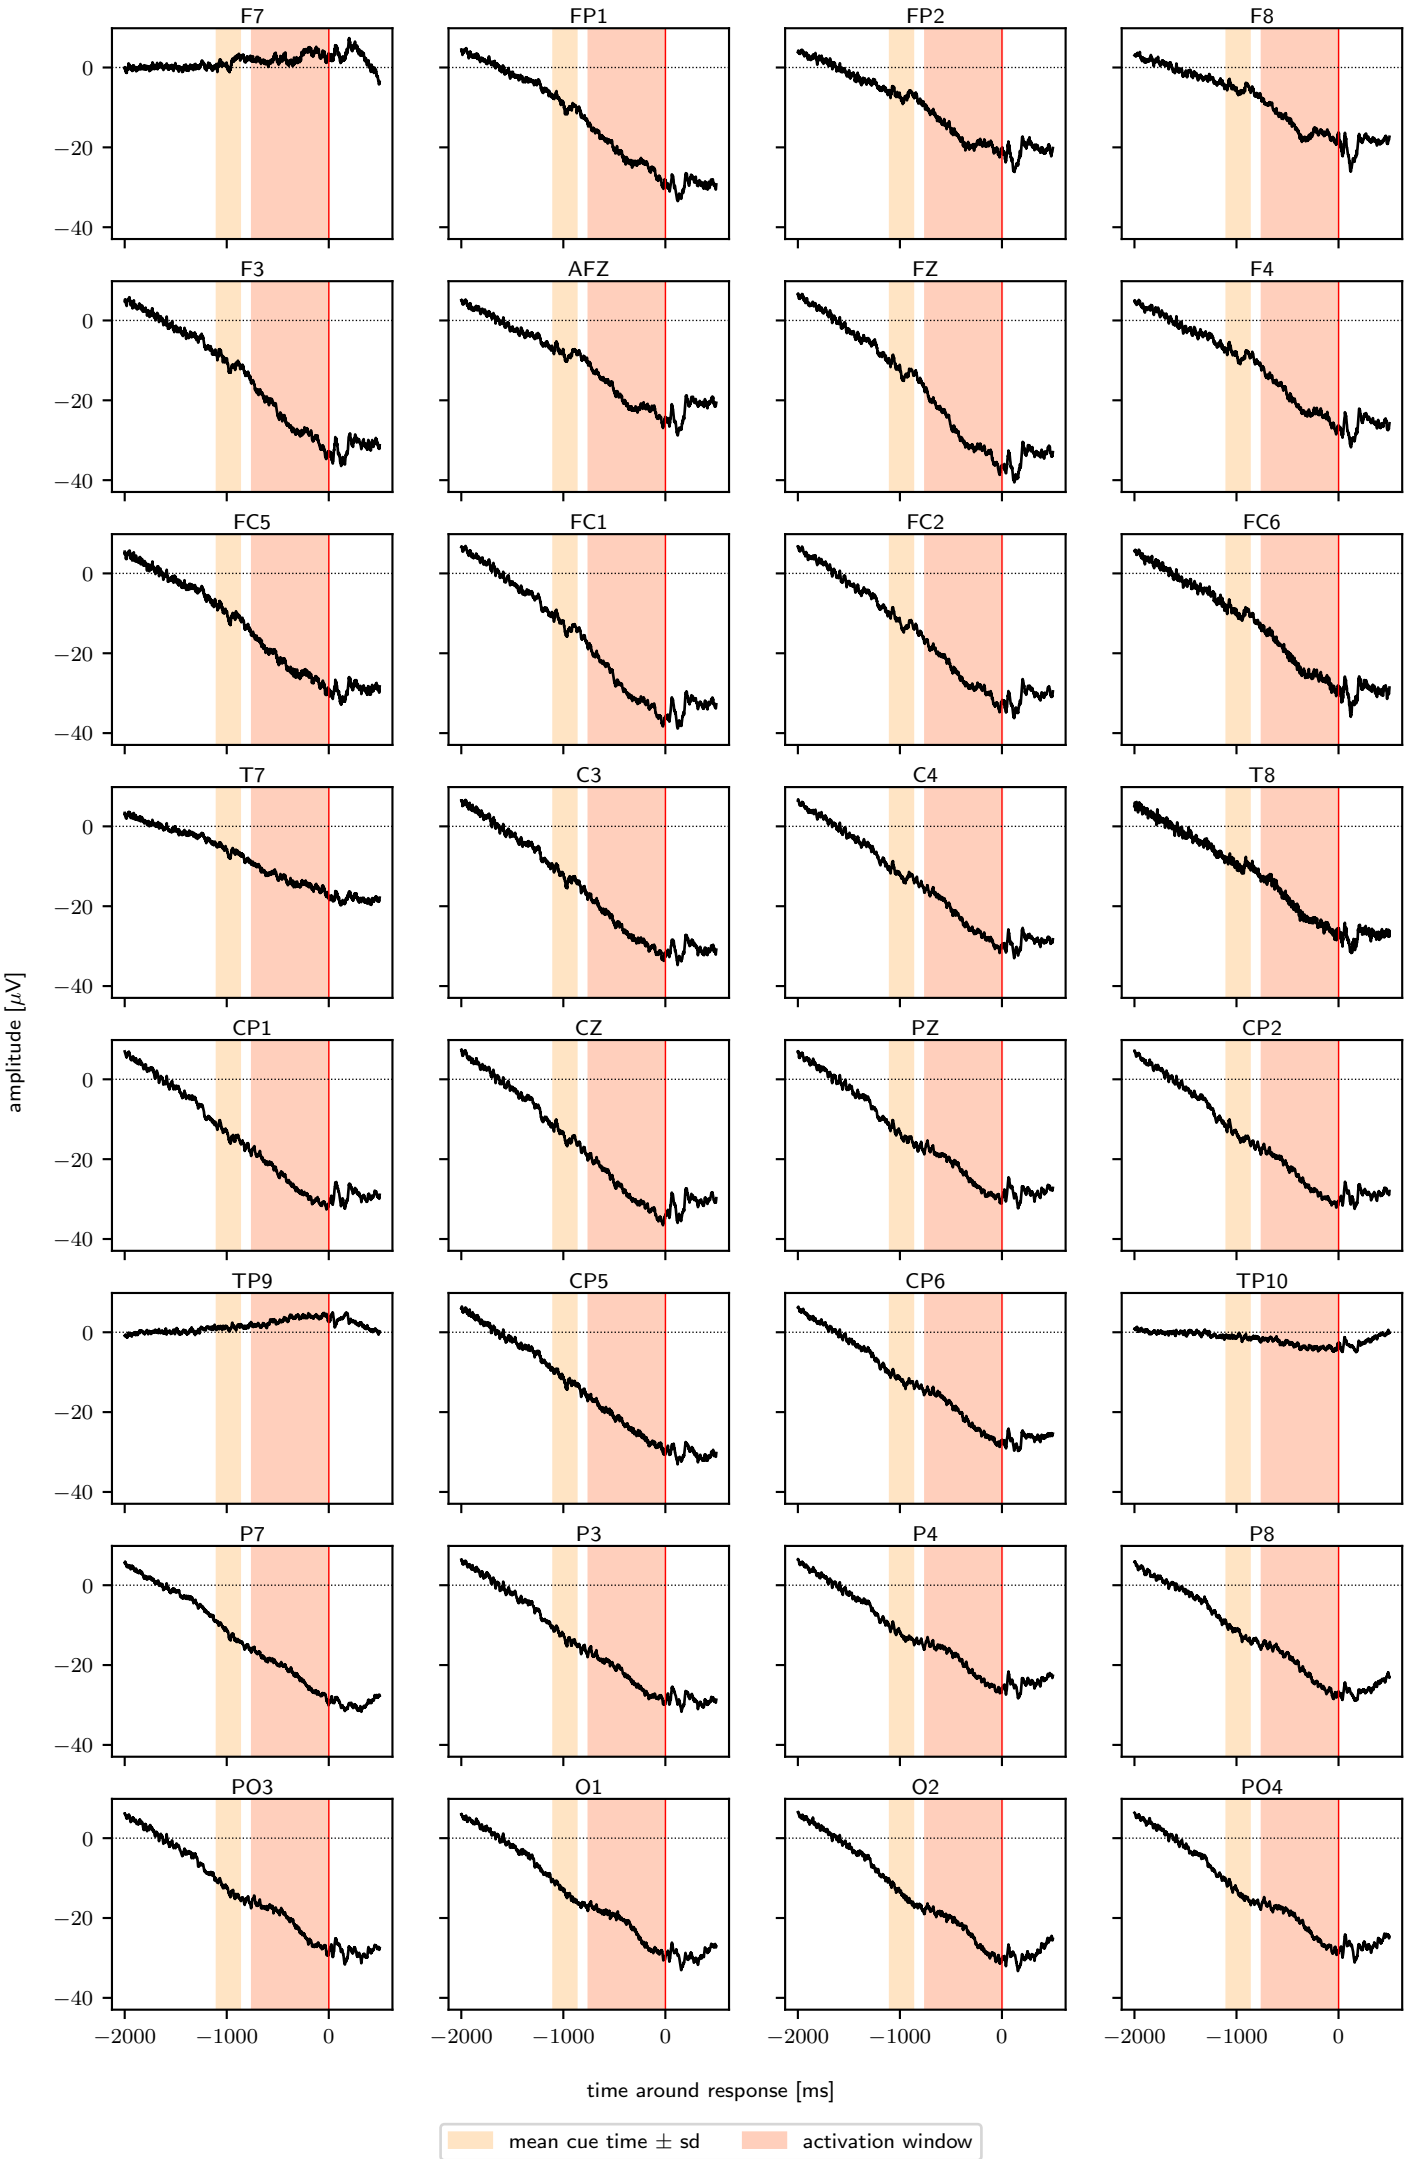 F7 FP1 FP2 F8
0
−20
−40
F3 AFZ FZ F4
0
−20
−40
FC5 FC1 FC2 FC6
0
−20
−40
T7 C3 C4 T8
0
−20
−40
amplitude [μV]
CP1 CZ PZ CP2
0
−20
−40
TP9 CP5 CP6 TP10
0
−20
−40
P7 P3 P4 P8
0
−20
−40
PO3 O1 O2 PO4
0
−20
−40
−2000 −1000 0 −2000 −1000 0 −2000 −1000 0 −2000 −1000 0
time around response [ms]
mean cue time ± sd activation window